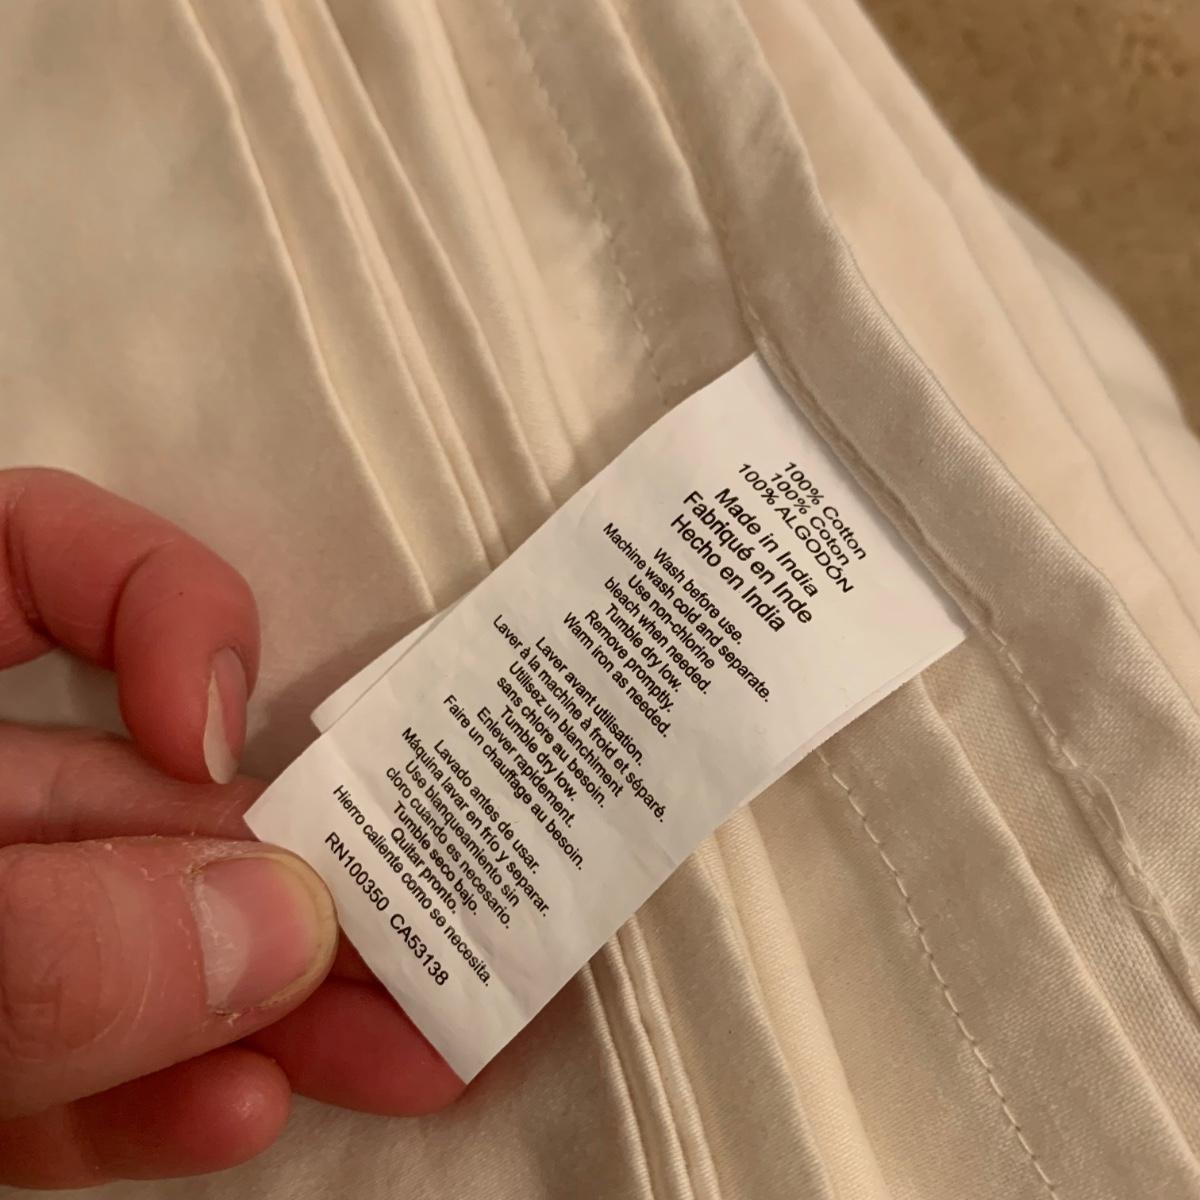 100% Cotton
100% Coton
100% ALGODÓN
Made in India
Fabriqué en Inde
Hecho en India
Wash before use.
Machine wash cold and separate.
Use non-chlorine
bleach when needed.
Tumble dry low.
Remove promptly.
Warm iron as needed.
Laver avant utilisation.
Laver à la machine à froid et séparé.
Utilisez un blanchiment
sans chlore au besoin.
Tumble dry low.
Enlever rapidement.
Faire un chauffage au besoin.
Lavado antes de usar.
Máquina lavar en frío y separar.
Use blanqueamiento sin
cloro cuándo es necesario.
Tumble seco bajo.
Quitar pronto.
Hierro caliente como se necesita.
RN100350 CA53138